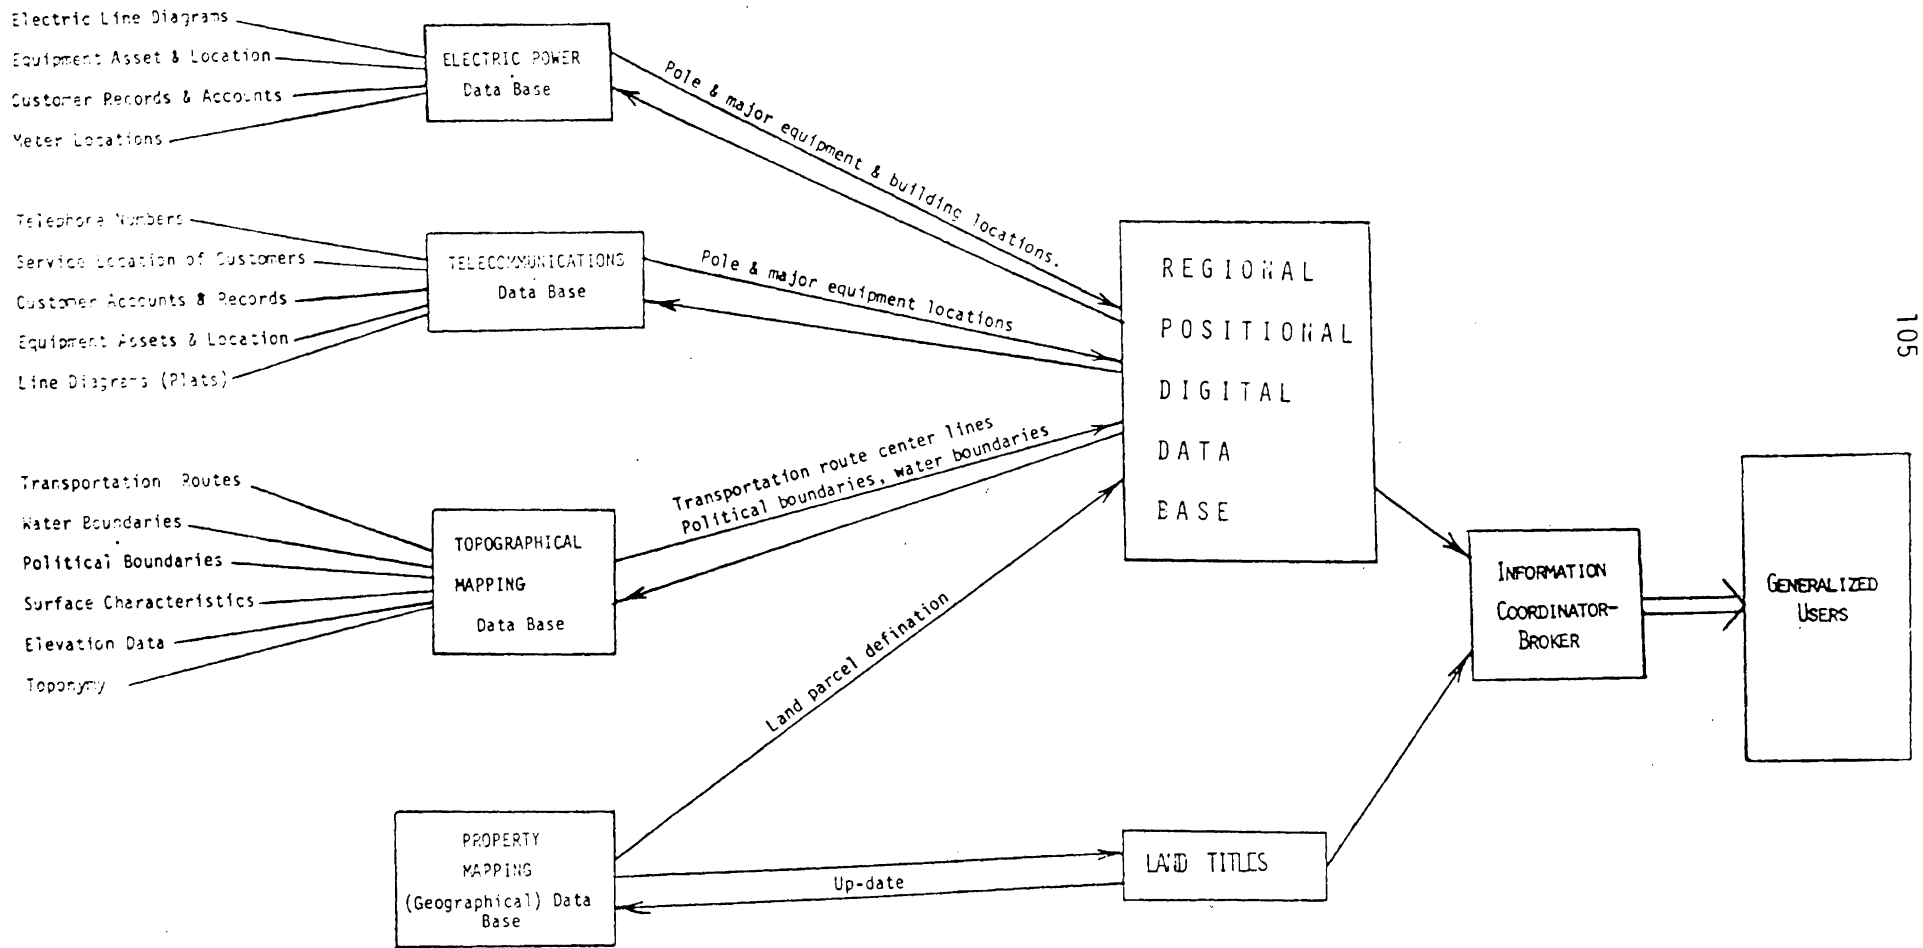 Electric Line Diagrams
Equipment Asset & Location
Customer Records & Accounts
Meter Locations
ELECTRIC POWER
Data Base
Pole & major equipment & building locations.
Telephone Numbers
Service Location of Customers
Customer Accounts & Records
Equipment Assets & Location
Line Diagrams (Plats)
TELECOMMUNICATIONS
Data Base
Pole & major equipment locations
Transportation Routes
Water Boundaries
Political Boundaries
Surface Characteristics
Elevation Data
Toponymy
TOPOGRAPHICAL
MAPPING
Data Base
Transportation route center lines
Political boundaries, water boundaries
Land parcel defination
PROPERTY
MAPPING
(Geographical) Data
Base
Up-date
LAND TITLES
REGIONAL
POSITIONAL
DIGITAL
DATA
BASE
INFORMATION
COORDINATOR-
BROKER
GENERALIZED
USERS
105